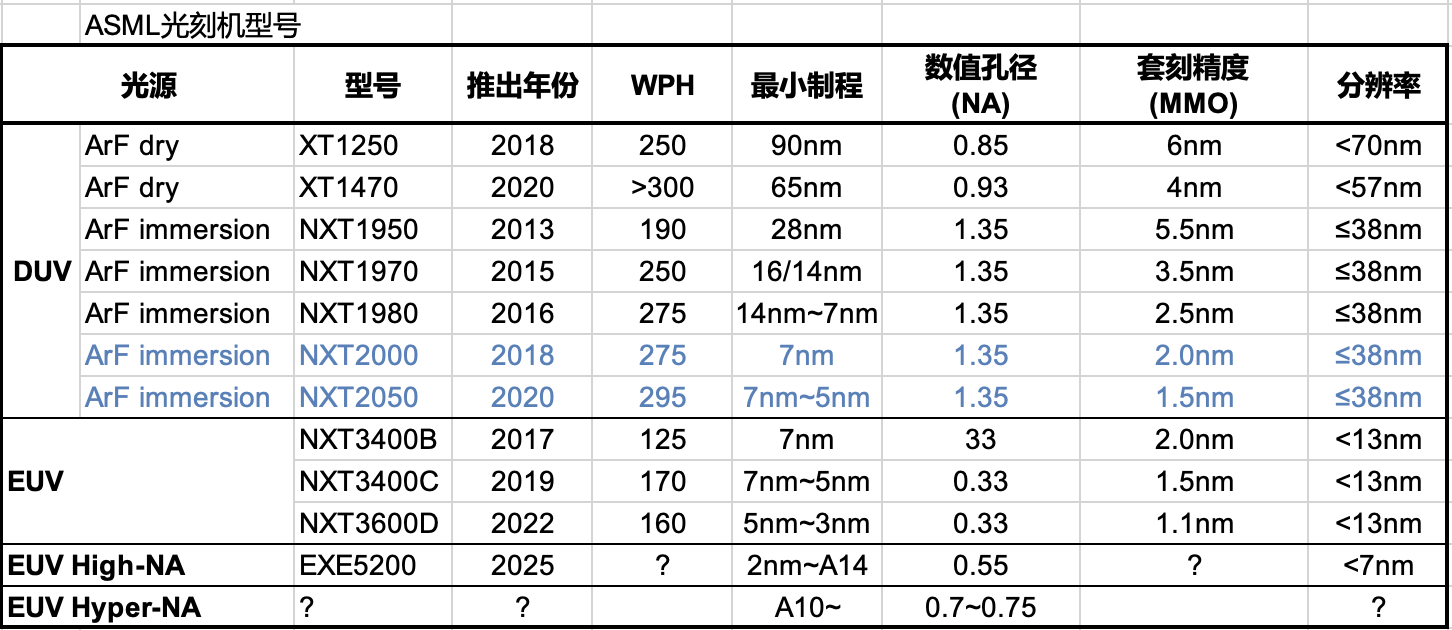 ASML光刻机型号
光源 型号 推出年份 WPH 最小制程 数值孔径 (NA) 套刻精度 (MMO) 分辨率
DUV
ArF dry XT1250 2018 250 90nm 0.85 6nm <70nm
ArF dry XT1470 2020 >300 65nm 0.93 4nm <57nm
ArF immersion NXT1950 2013 190 28nm 1.35 5.5nm ≤38nm
ArF immersion NXT1970 2015 250 16/14nm 1.35 3.5nm ≤38nm
ArF immersion NXT1980 2016 275 14nm~7nm 1.35 2.5nm ≤38nm
ArF immersion NXT2000 2018 275 7nm 1.35 2.0nm ≤38nm
ArF immersion NXT2050 2020 295 7nm~5nm 1.35 1.5nm ≤38nm
EUV
NXT3400B 2017 125 7nm 33 2.0nm <13nm
NXT3400C 2019 170 7nm~5nm 0.33 1.5nm <13nm
NXT3600D 2022 160 5nm~3nm 0.33 1.1nm <13nm
EUV High-NA EXE5200 2025 ? 2nm~A14 0.55 ? <7nm
EUV Hyper-NA ? ? A10~ 0.7~0.75 ?